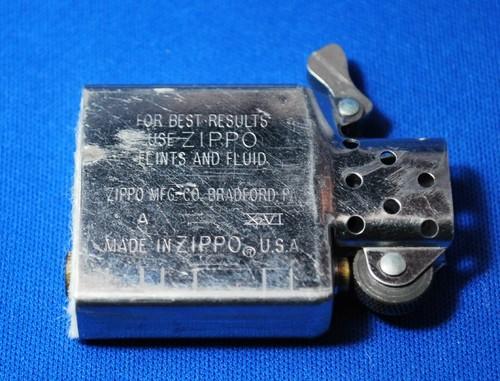 FOR BEST RESULTS
USE ZIPPO
FLINTS AND FLUID
ZIPPO MFG. CO. BRADFORD, P
A XVI
MADE IN ZIPPO® U.S.A.